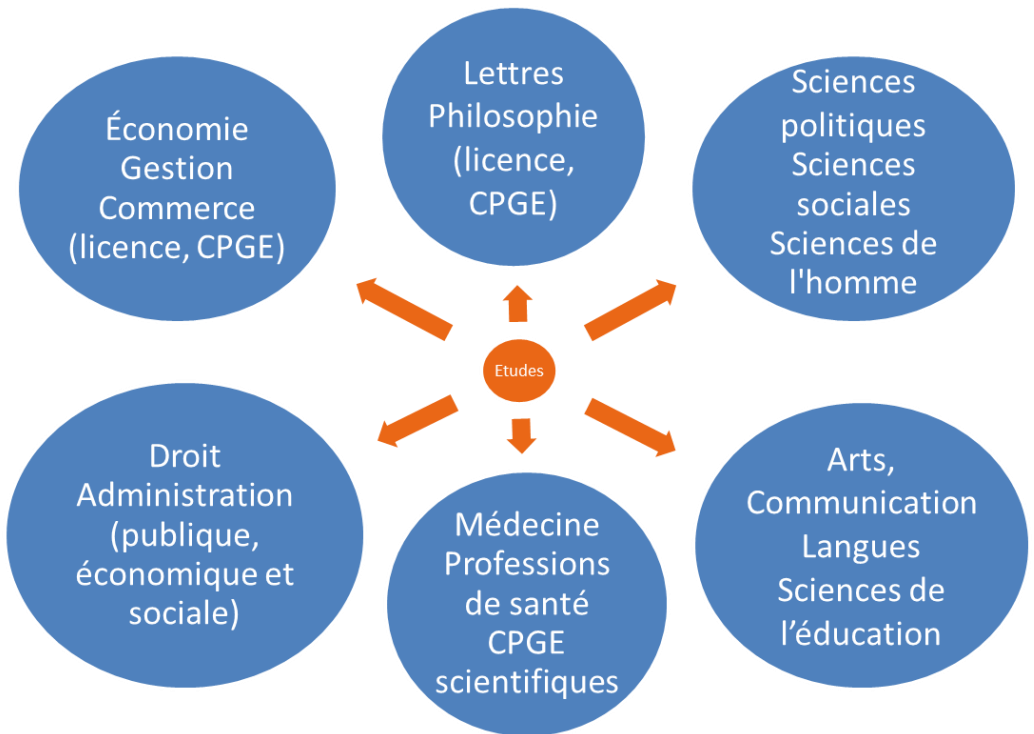 Économie
Gestion
Commerce
(licence, CPGE)
Lettres
Philosophie
(licence,
CPGE)
Sciences
politiques
Sciences
sociales
Sciences de
l'homme
Etudes
Droit
Administration
(publique,
économique et
sociale)
Médecine
Professions
de santé
CPGE
scientifiques
Arts,
Communication
Langues
Sciences de
l’éducation